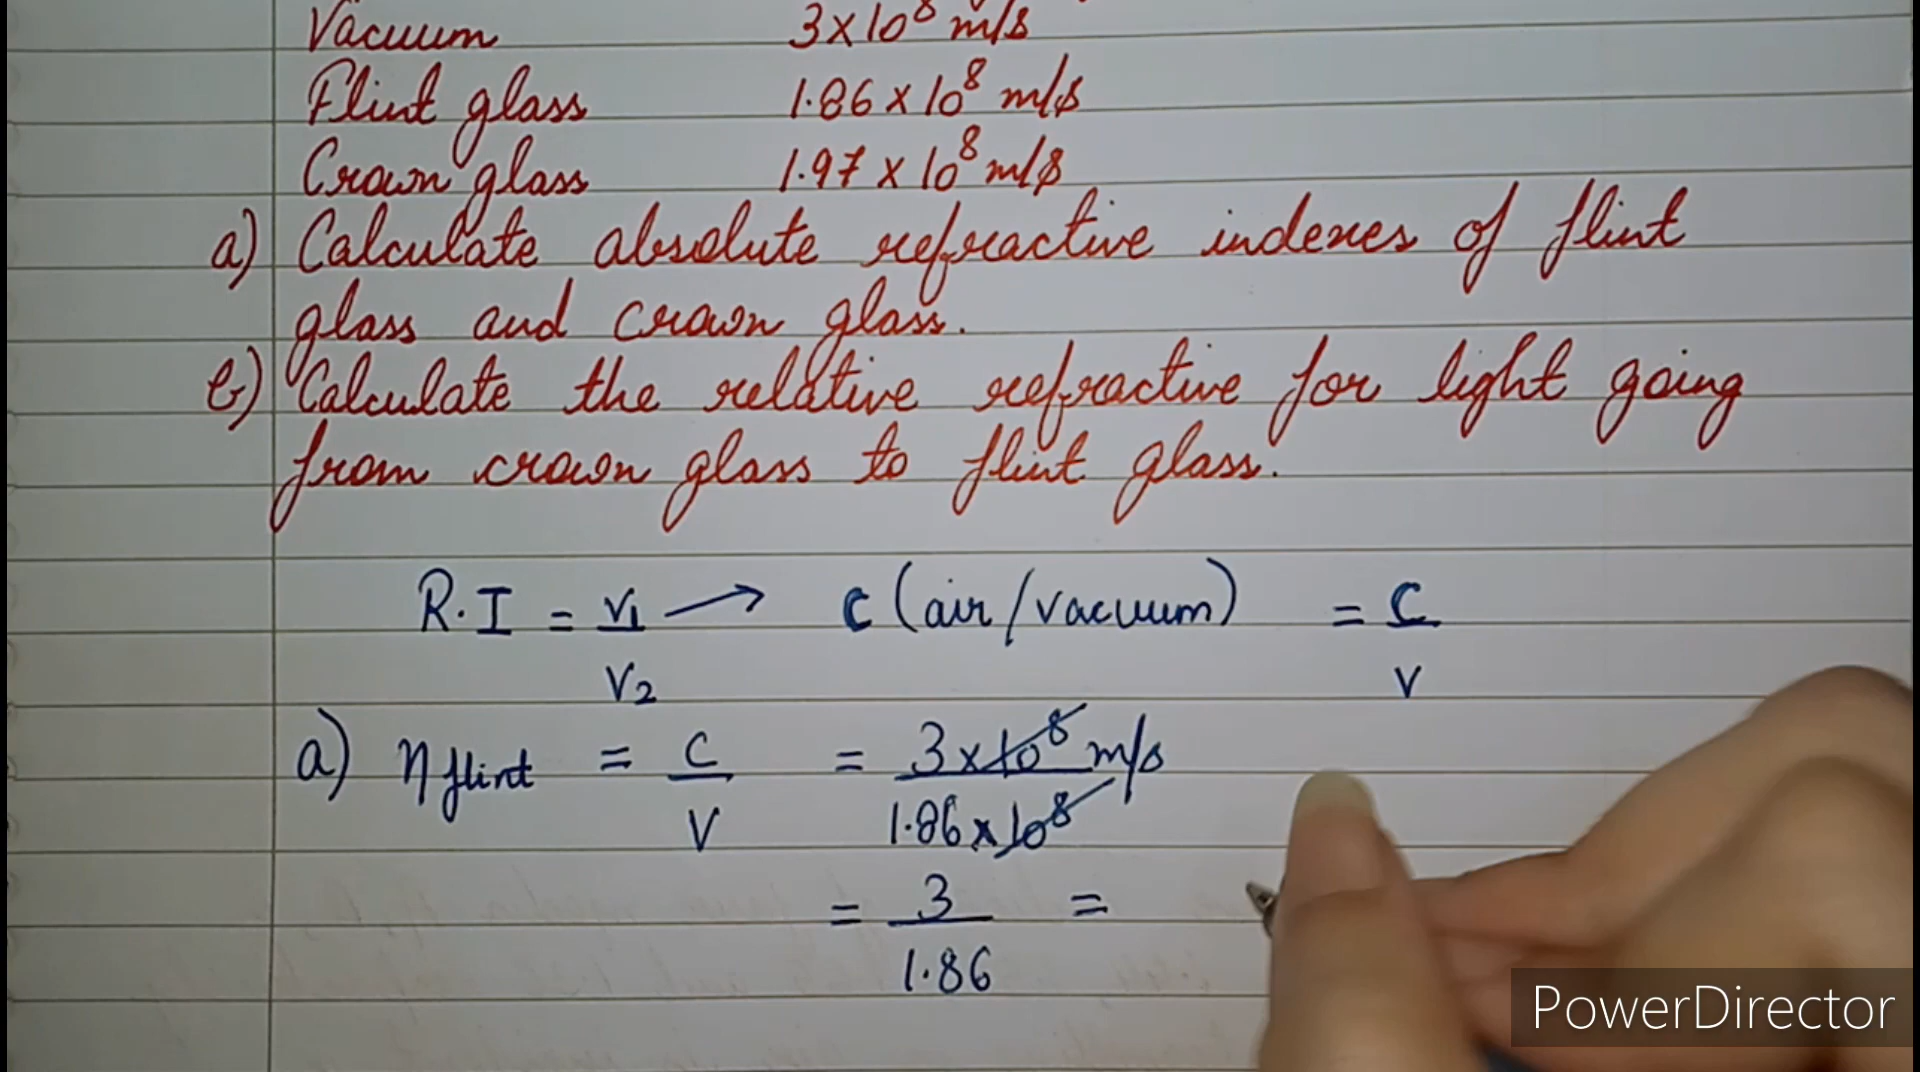 Vacuum 3x10⁸ m/s
Flint glass 1.86 x 10⁸ m/s
Crown glass 1.97 x 10⁸ m/s
a) Calculate absolute refractive indexes of flint
glass and crown glass.
b) Calculate the relative refractive for light going
from crown glass to flint glass.
R.I = V₁/V₂ → C (air/vacuum) = C/V
a) η flint = C/V = 3x10⁸ m/s / 1.86x10⁸
= 3/1.86 =
PowerDirector